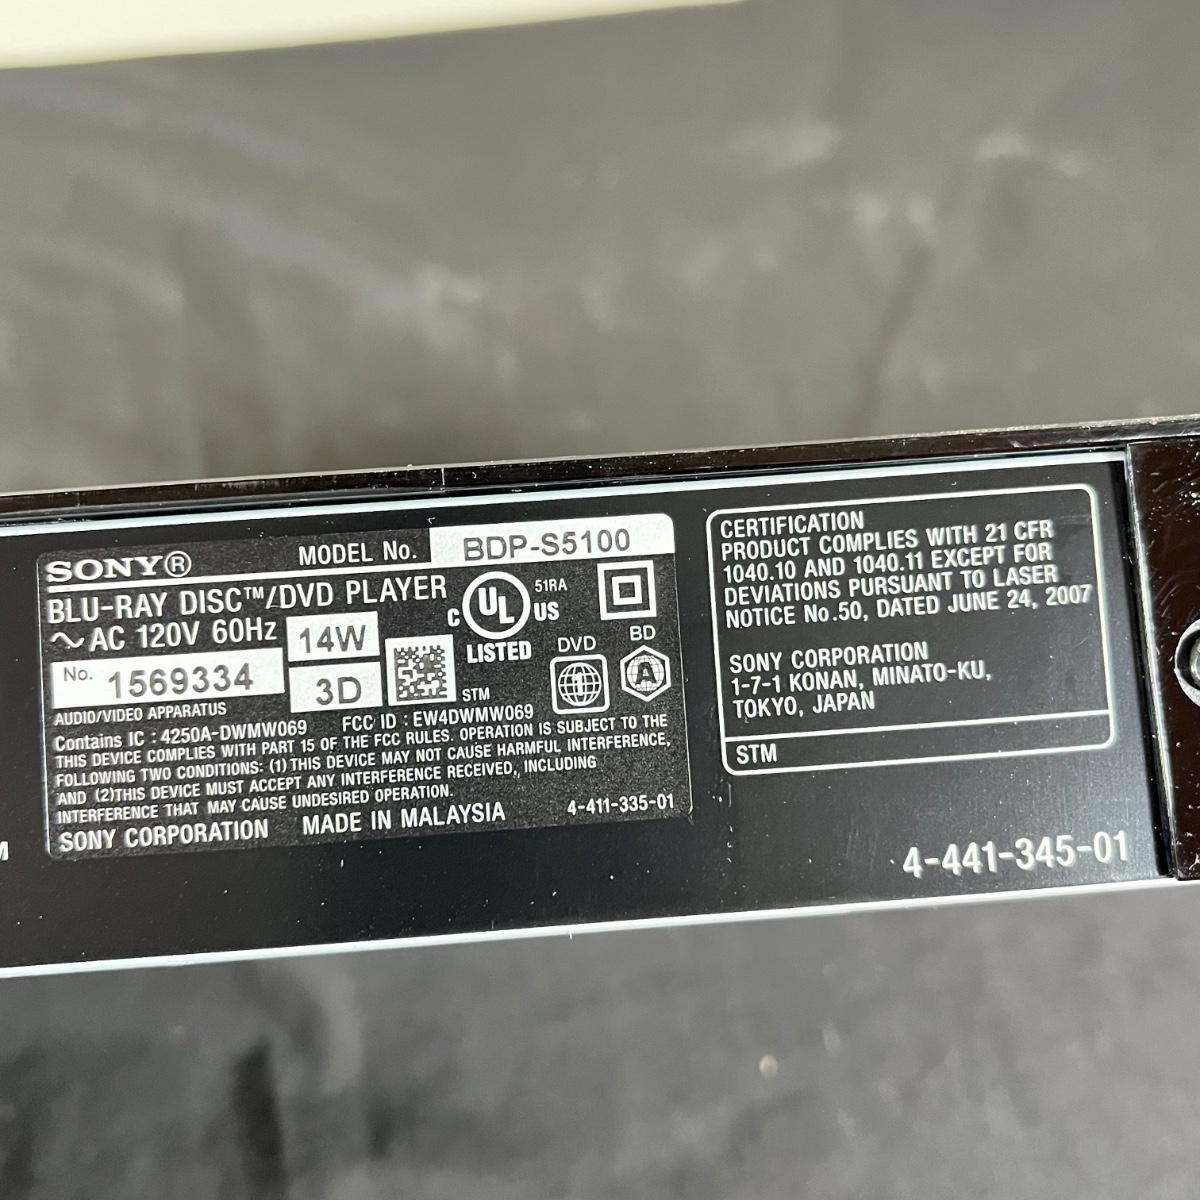 SONY® MODEL No. BDP-S5100
BLU-RAY DISC™/DVD PLAYER
~ AC 120V 60Hz 14W
No. 1569334 3D
C UL US 51RA
LISTED
STM
DVD BD
1 A
AUDIO/VIDEO APPARATUS
Contains IC : 4250A-DWMW069 FCC ID : EW4DWMW069
THIS DEVICE COMPLIES WITH PART 15 OF THE FCC RULES. OPERATION IS SUBJECT TO THE
FOLLOWING TWO CONDITIONS: (1) THIS DEVICE MAY NOT CAUSE HARMFUL INTERFERENCE,
AND (2)THIS DEVICE MUST ACCEPT ANY INTERFERENCE RECEIVED, INCLUDING
INTERFERENCE THAT MAY CAUSE UNDESIRED OPERATION.
SONY CORPORATION MADE IN MALAYSIA 4-411-335-01
CERTIFICATION
PRODUCT COMPLIES WITH 21 CFR
1040.10 AND 1040.11 EXCEPT FOR
DEVIATIONS PURSUANT TO LASER
NOTICE No.50, DATED JUNE 24, 2007
SONY CORPORATION
1-7-1 KONAN, MINATO-KU,
TOKYO, JAPAN
STM
4-441-345-01